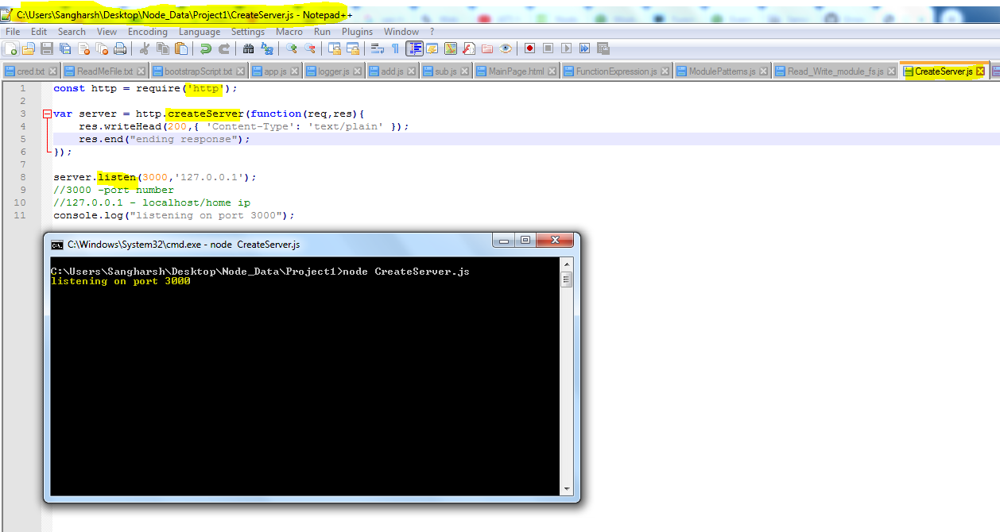 C:\Users\Sangharsh\Desktop\Node_Data\Project1\CreateServer.js - Notepad++
File Edit Search View Encoding Language Settings Macro Run Plugins Window ?
cred.txt ReadMeFile.txt bootstrapScript.txt app.js logger.js add.js sub.js MainPage.html FunctionExpression.js ModulePatterns.js Read_Write_module_fs.js CreateServer.js
1 const http = require('http');
2
3 var server = http.createServer(function(req,res){
4 res.writeHead(200,{ 'Content-Type': 'text/plain' });
5 res.end("ending response");
6 });
7
8 server.listen(3000,'127.0.0.1');
9 //3000 -port number
10 //127.0.0.1 - localhost/home ip
11 console.log("listening on port 3000");
C:\Windows\System32\cmd.exe - node CreateServer.js
C:\Users\Sangharsh\Desktop\Node_Data\Project1>node CreateServer.js
listening on port 3000